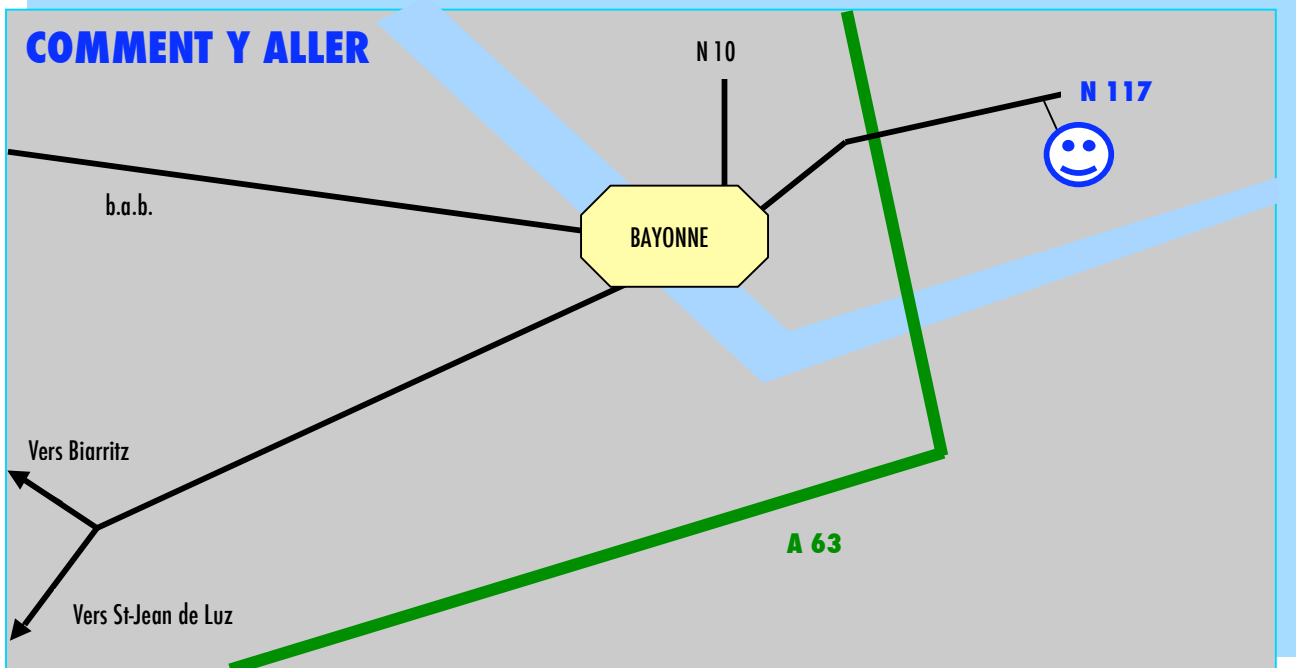 COMMENT Y ALLER
N 10
N 117
b.a.b.
BAYONNE
Vers Biarritz
A 63
Vers St-Jean de Luz